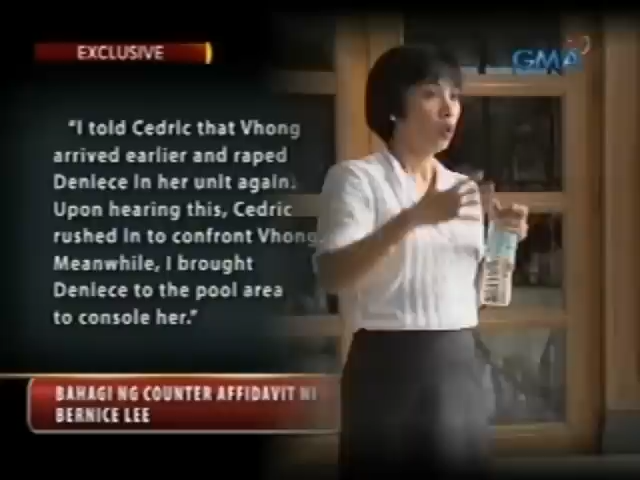 EXCLUSIVE
GMA
"I told Cedric that Vhong
arrived earlier and raped
Deniece in her unit again.
Upon hearing this, Cedric
rushed in to confront Vhong.
Meanwhile, I brought
Deniece to the pool area
to console her."
BAHAGI NG COUNTER AFFIDAVIT NI
BERNICE LEE